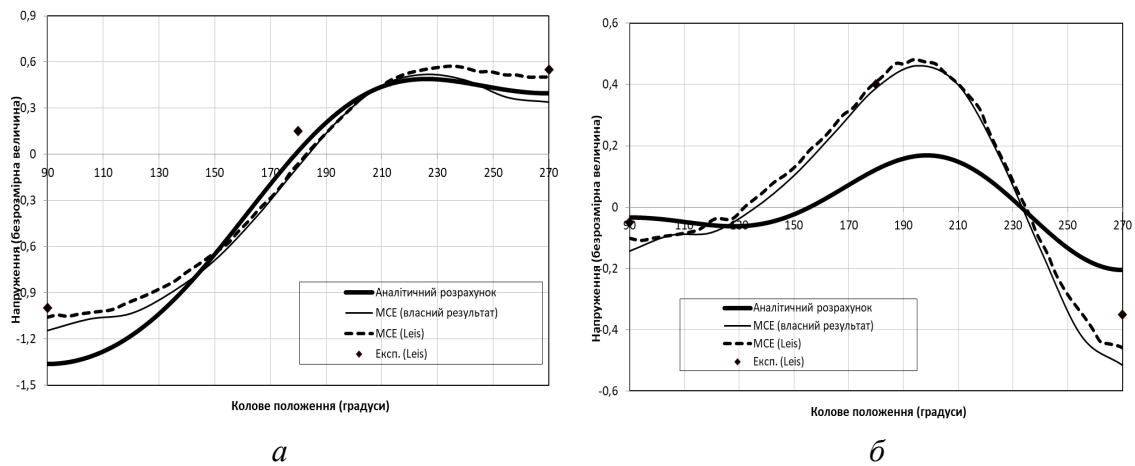 Напруження (безрозмірна величина)
0,9
0,6
0,3
0
-0,3
-0,6
-0,9
-1,2
-1,5
90 110 130 150 170 190 210 230 250 270
Аналітичний розрахунок
МСЕ (власний результат)
МСЕ (Leis)
Експ. (Leis)
Колове положення (градуси)
а
Напруження (безрозмірна величина)
0,6
0,4
0,2
0
-0,2
-0,4
-0,6
90 110 130 150 170 190 210 230 250 270
Аналітичний розрахунок
МСЕ (власний результат)
МСЕ (Leis)
Експ. (Leis)
Колове положення (градуси)
б